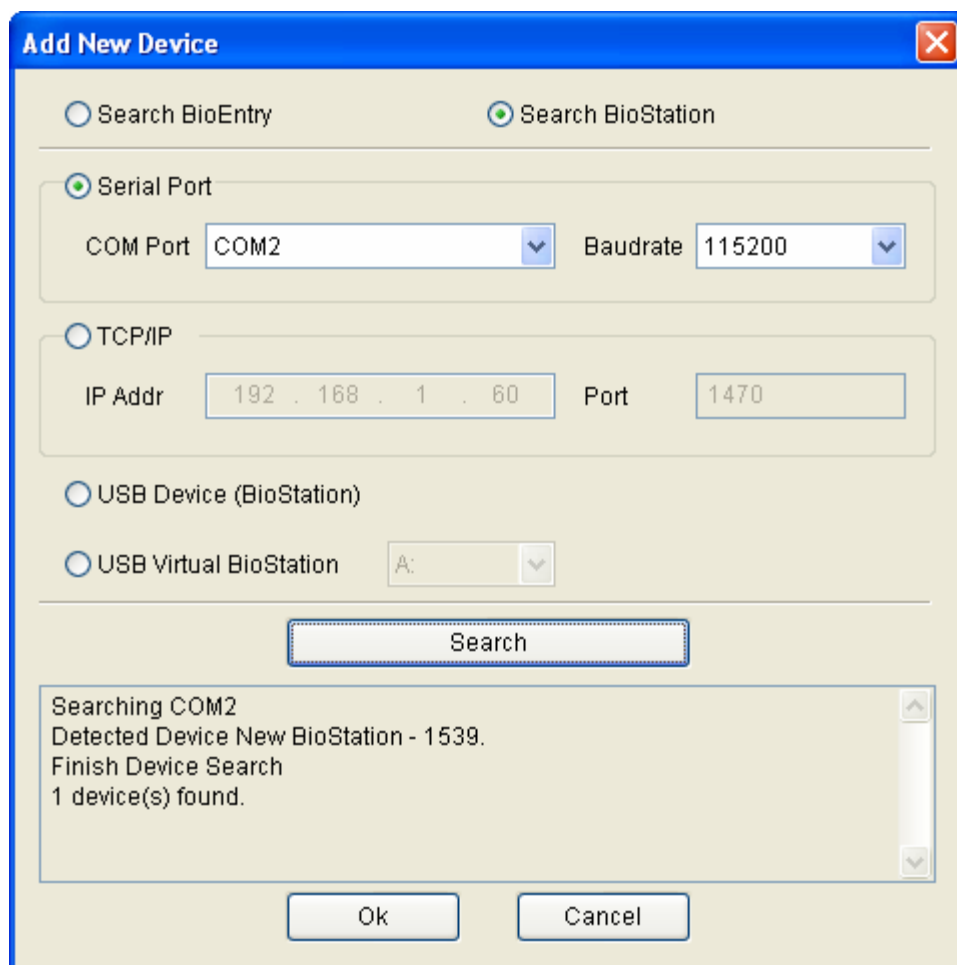 Add New Device
Search BioEntry Search BioStation
Serial Port
COM Port COM2 Baudrate 115200
TCP/IP
IP Addr 192 . 168 . 1 . 60 Port 1470
USB Device (BioStation)
USB Virtual BioStation A:
Search
Searching COM2
Detected Device New BioStation - 1539.
Finish Device Search
1 device(s) found.
Ok Cancel